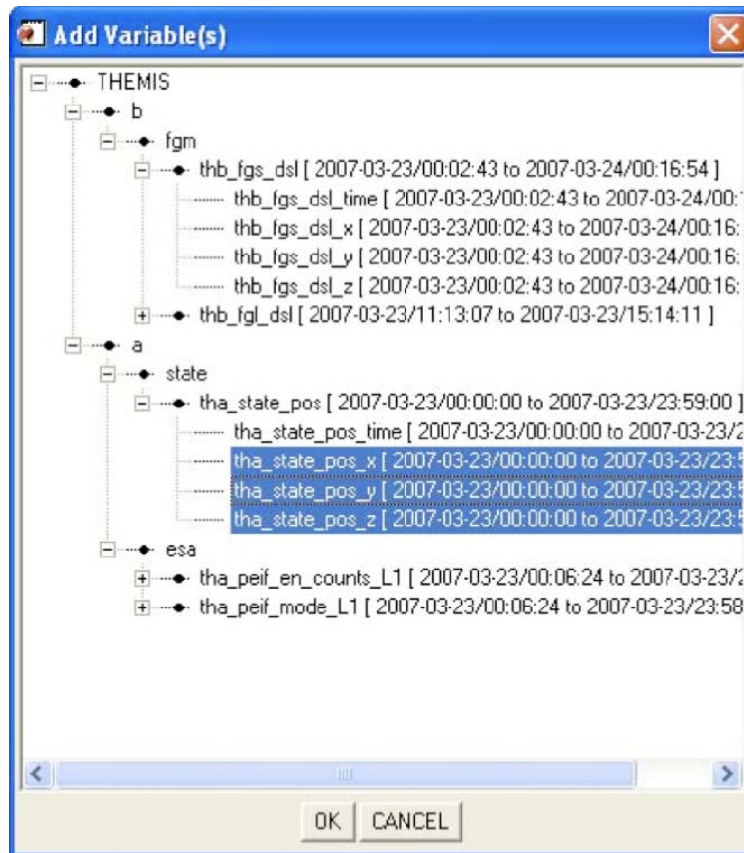 Add Variable(s)
THEMIS
b
fgm
thb_fgs_dsl [ 2007-03-23/00:02:43 to 2007-03-24/00:16:54 ]
thb_fgs_dsl_time [ 2007-03-23/00:02:43 to 2007-03-24/00:
thb_fgs_dsl_x [ 2007-03-23/00:02:43 to 2007-03-24/00:16:
thb_fgs_dsl_y [ 2007-03-23/00:02:43 to 2007-03-24/00:16:
thb_fgs_dsl_z [ 2007-03-23/00:02:43 to 2007-03-24/00:16:
thb_fgl_dsl [ 2007-03-23/11:13:07 to 2007-03-23/15:14:11 ]
a
state
tha_state_pos [ 2007-03-23/00:00:00 to 2007-03-23/23:59:00 ]
tha_state_pos_time [ 2007-03-23/00:00:00 to 2007-03-23/2
tha_state_pos_x [ 2007-03-23/00:00:00 to 2007-03-23/23:5
tha_state_pos_y [ 2007-03-23/00:00:00 to 2007-03-23/23:5
tha_state_pos_z [ 2007-03-23/00:00:00 to 2007-03-23/23:5
esa
tha_peif_en_counts_L1 [ 2007-03-23/00:06:24 to 2007-03-23/2
tha_peif_mode_L1 [ 2007-03-23/00:06:24 to 2007-03-23/23:58
OK CANCEL